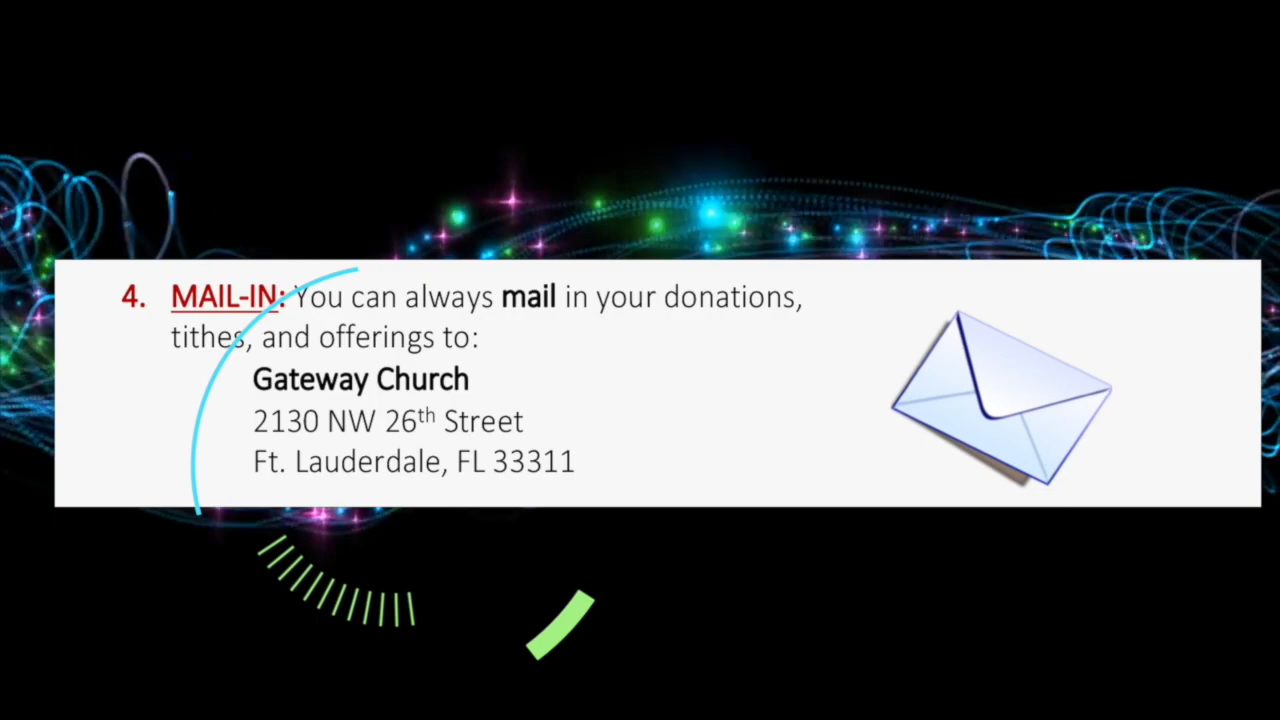 4. MAIL-IN: You can always mail in your donations,
tithes, and offerings to:
Gateway Church
2130 NW 26th Street
Ft. Lauderdale, FL 33311